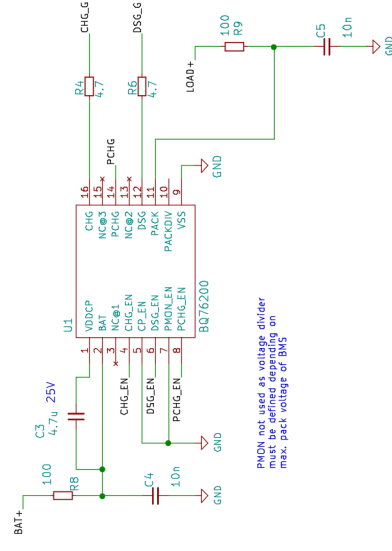 CHG_G
DSG_G
R4
4.7
R6
4.7
LOAD+
100
R9
C5
10n
GND
PCHG
GND
16
15
14
13
12
11
10
9
CHG
NC@3
PCHG
NC@2
DSG
PACK
PACKDIV
VSS
U1
BQ76200
VDDCP
BAT
NC@1
CHG_EN
CP_EN
DSG_EN
PMON_EN
PCHG_EN
1
2
3
4
5
6
7
8
C3
4.7u
25V
CHG_EN
DSG_EN
PCHG_EN
BAT+
100
R8
C4
10n
GND
GND
PMON not used as voltage divider
must be defined depending on
max. pack voltage of BMS